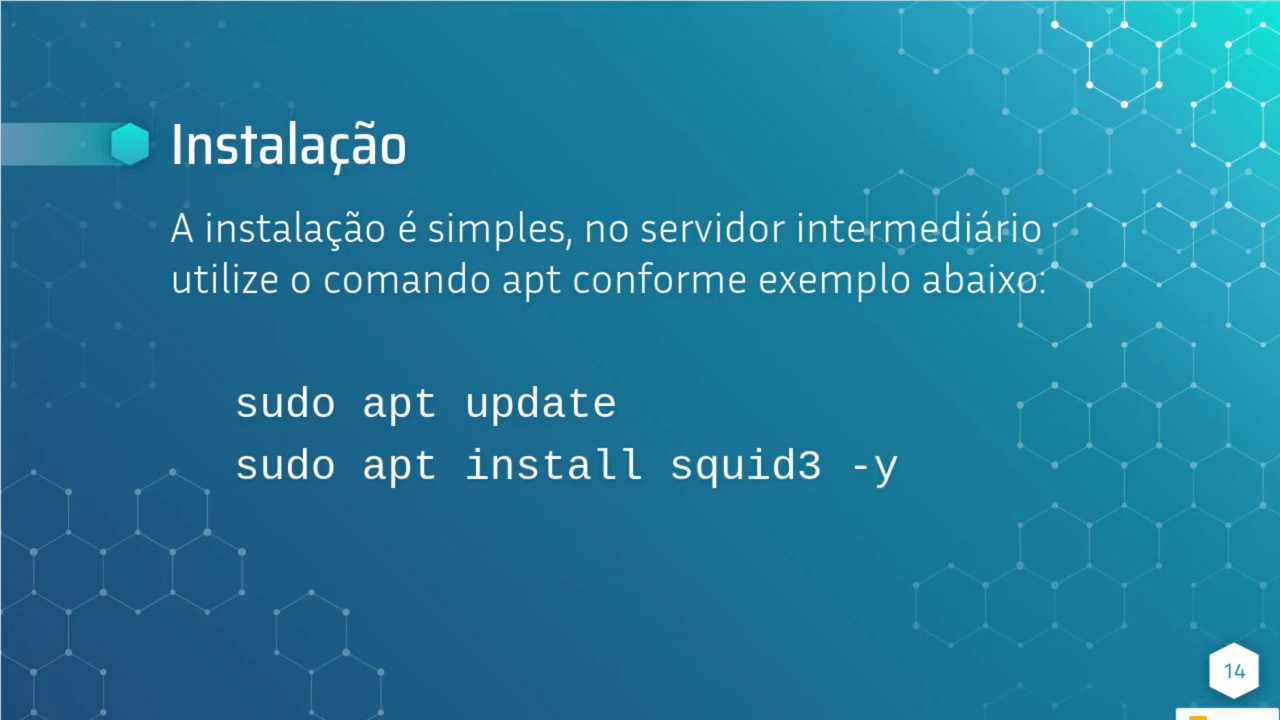 Instalação
A instalação é simples, no servidor intermediário
utilize o comando apt conforme exemplo abaixo:
sudo apt update
sudo apt install squid3 -y
14